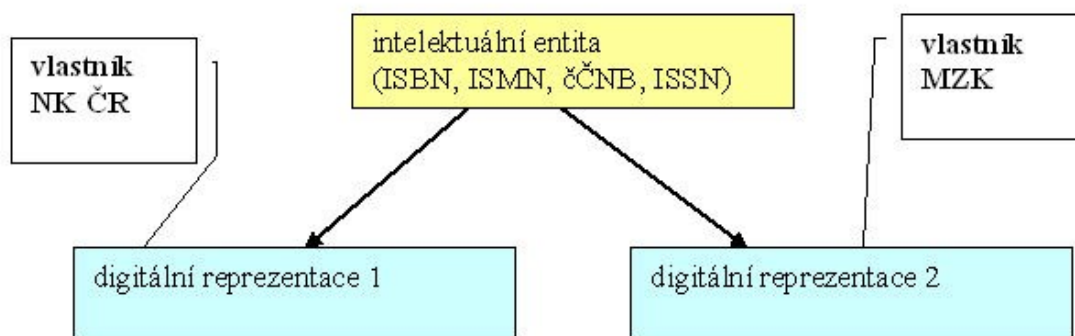 vlastník
NK ČR
intelektuální entita
(ISBN, ISMN, čČNB, ISSN)
vlastník
MZK
digitální reprezentace 1
digitální reprezentace 2